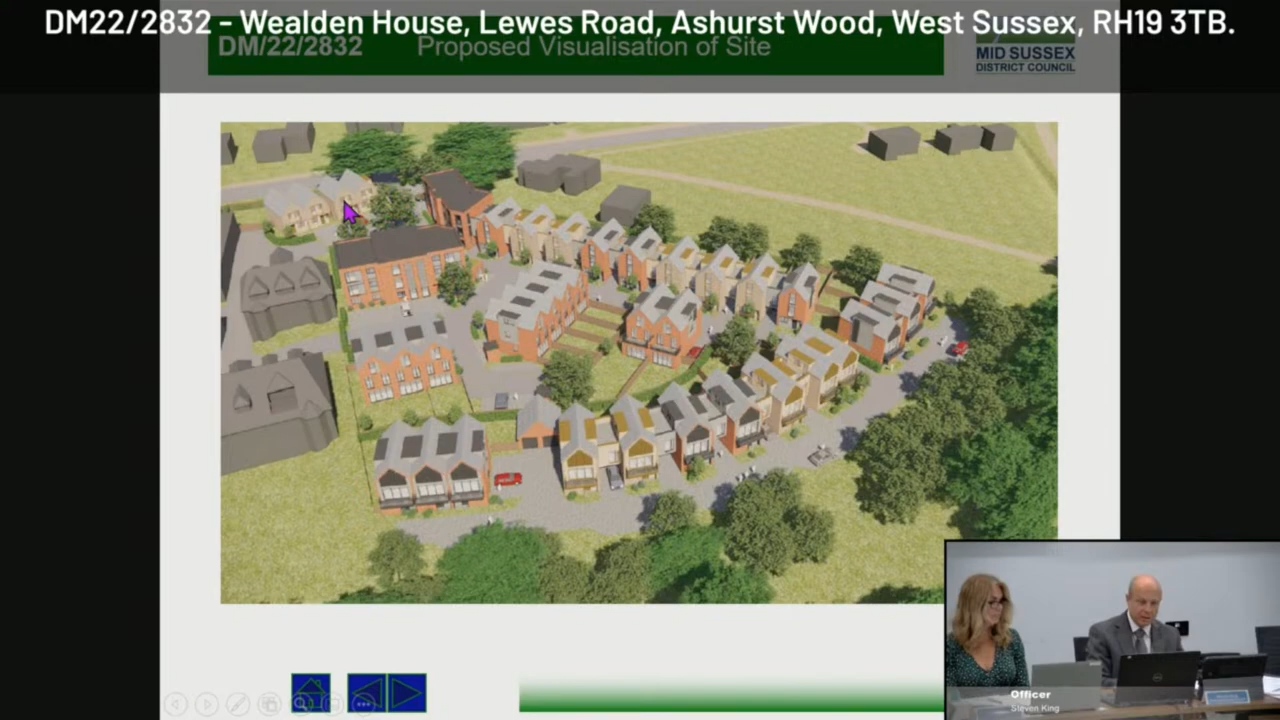 DM22/2832 - Wealden House, Lewes Road, Ashurst Wood, West Sussex, RH19 3TB.
DM/22/2832 Proposed Visualisation of Site
MID SUSSEX
DISTRICT COUNCIL
Officer
Steven King